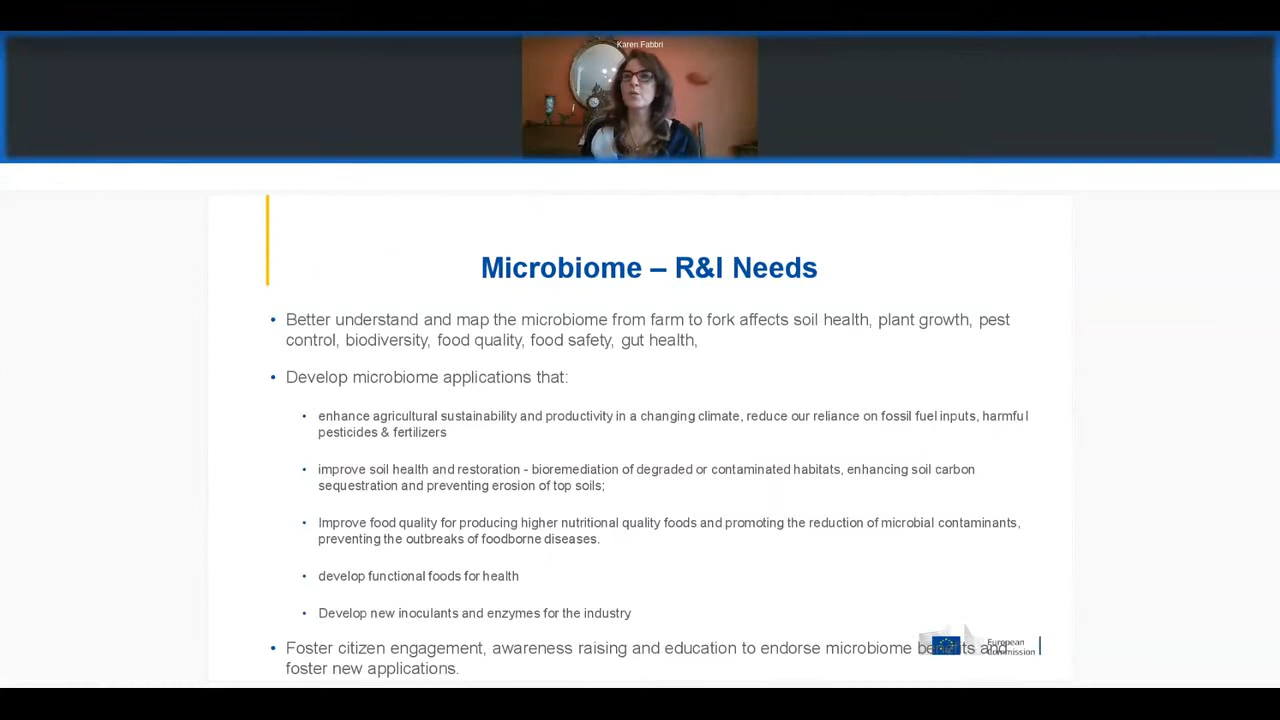 Karen Fabbri
Microbiome – R&I Needs
• Better understand and map the microbiome from farm to fork affects soil health, plant growth, pest
control, biodiversity, food quality, food safety, gut health,
• Develop microbiome applications that:
• enhance agricultural sustainability and productivity in a changing climate, reduce our reliance on fossil fuel inputs, harmful
pesticides & fertilizers
• improve soil health and restoration - bioremediation of degraded or contaminated habitats, enhancing soil carbon
sequestration and preventing erosion of top soils;
• Improve food quality for producing higher nutritional quality foods and promoting the reduction of microbial contaminants,
preventing the outbreaks of foodborne diseases.
• develop functional foods for health
• Develop new inoculants and enzymes for the industry
• Foster citizen engagement, awareness raising and education to endorse microbiome benefits and
foster new applications.
European
Commission